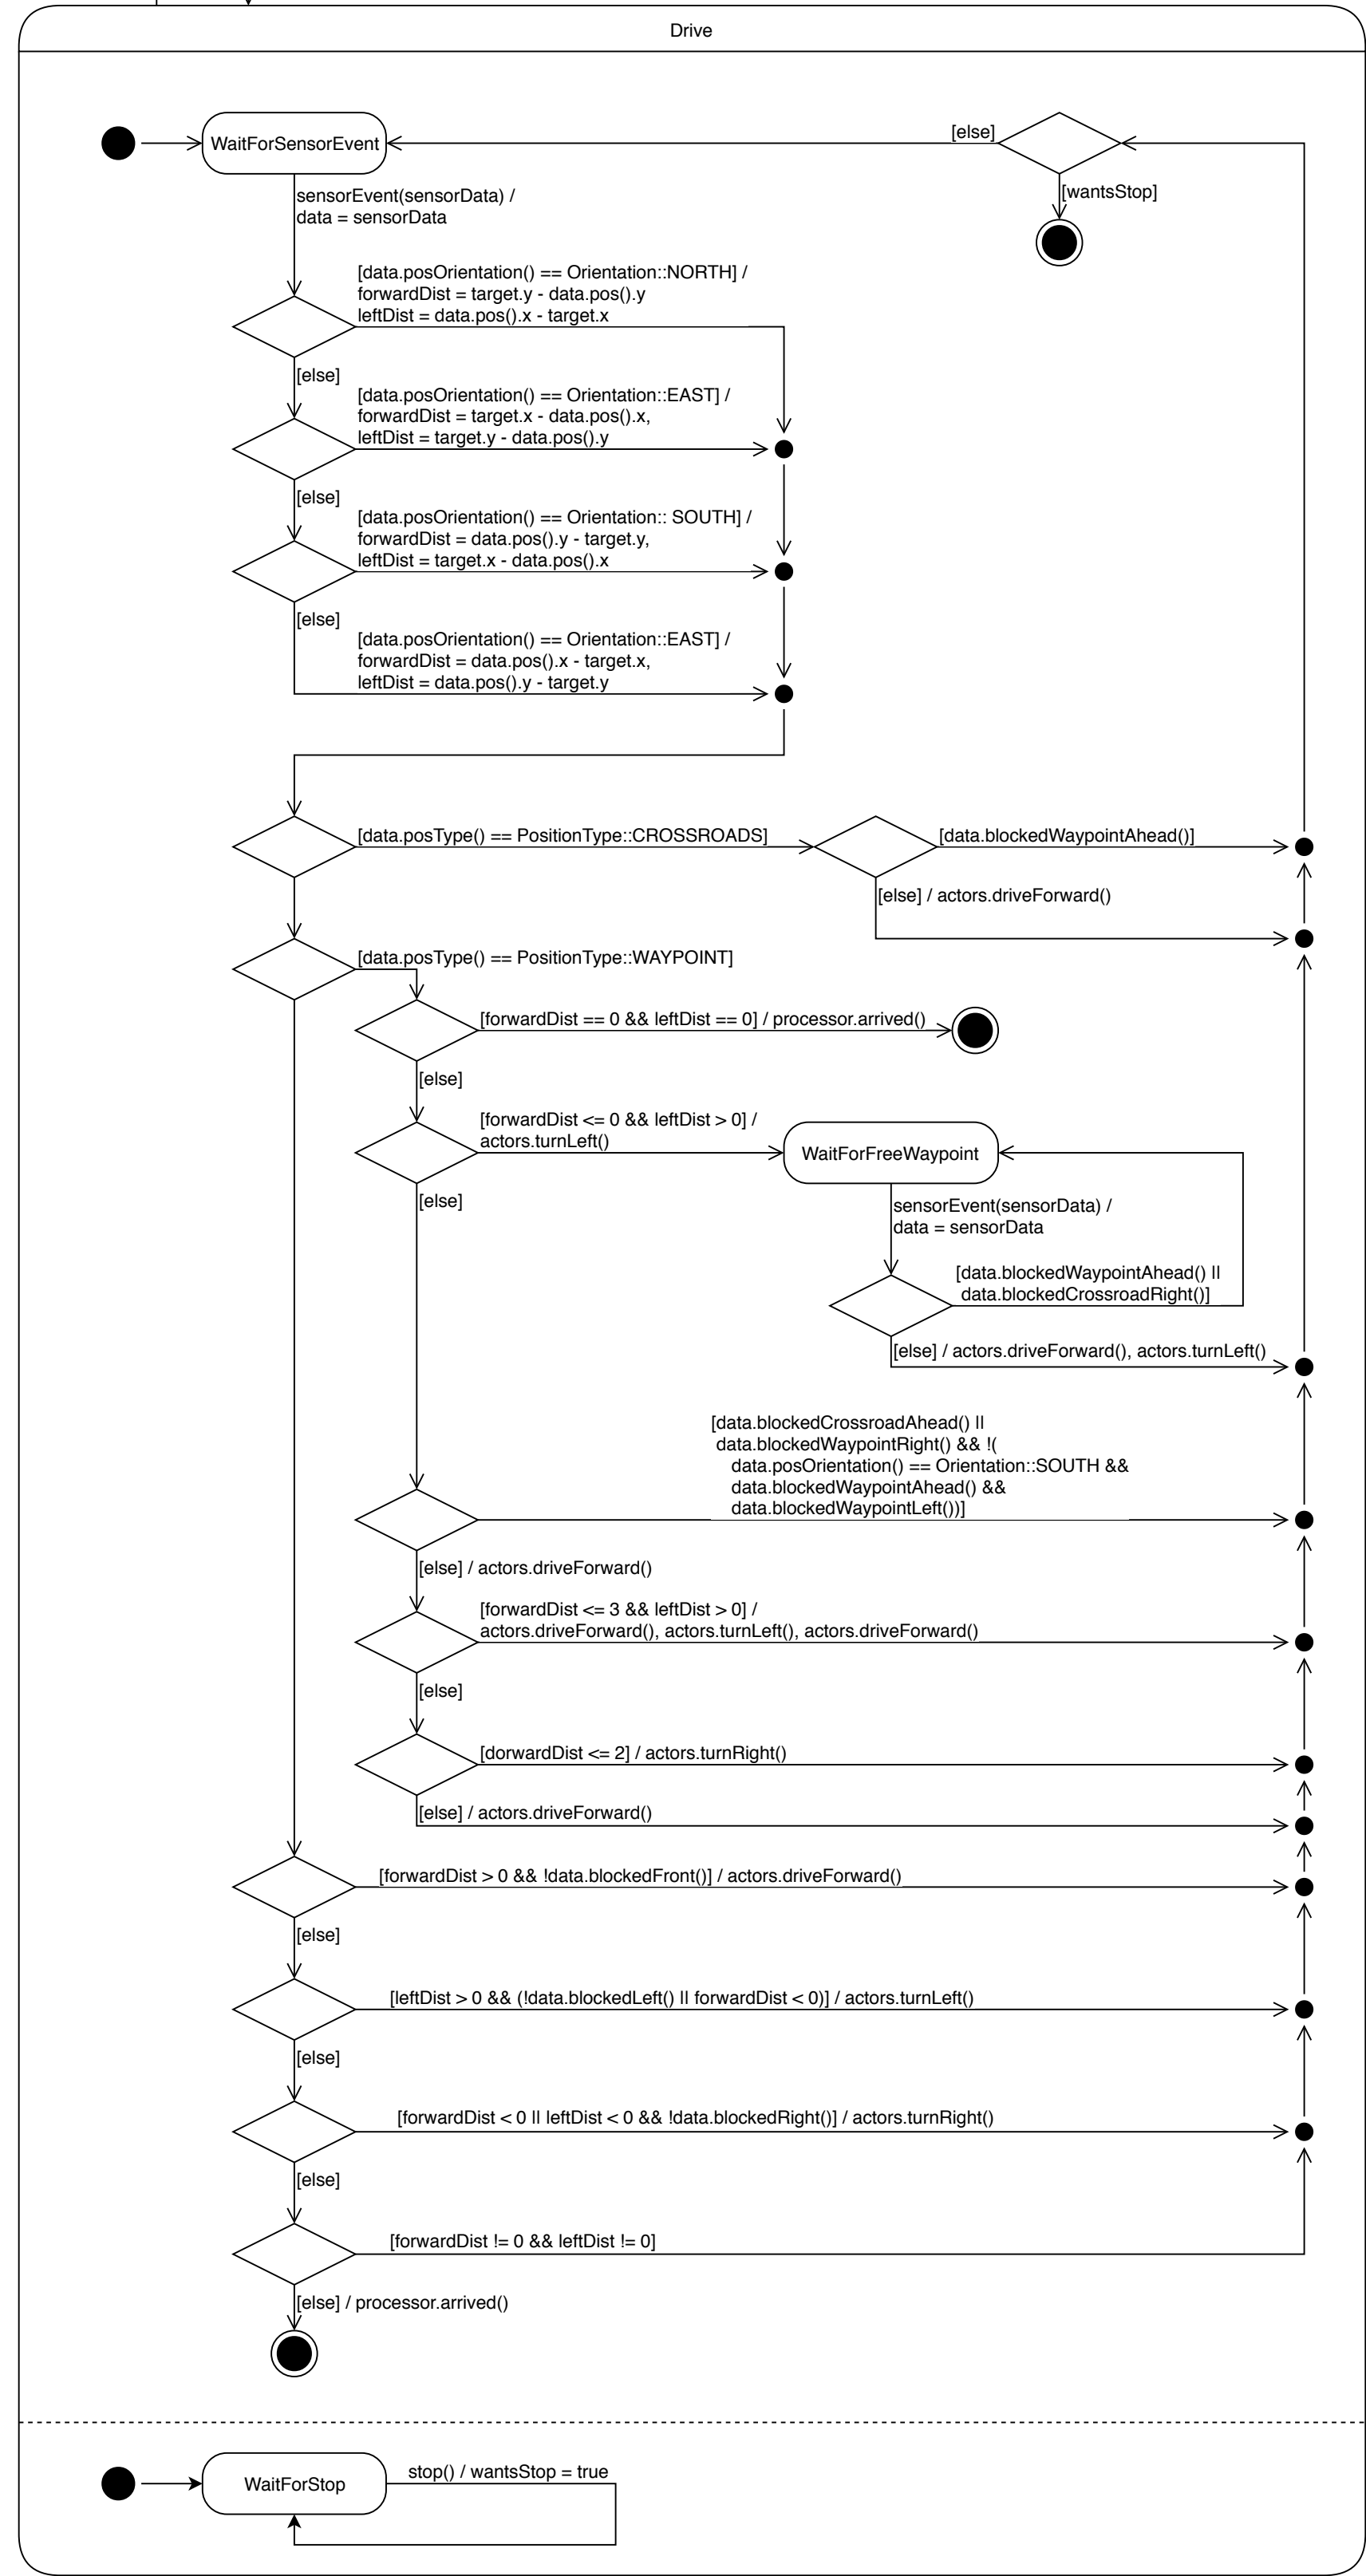 Drive
WaitForSensorEvent
[else]
[wantsStop]
sensorEvent(sensorData) /
data = sensorData
[data.posOrientation() == Orientation::NORTH] /
forwardDist = target.y - data.pos().y
leftDist = data.pos().x - target.x
[else]
[data.posOrientation() == Orientation::EAST] /
forwardDist = target.x - data.pos().x,
leftDist = target.y - data.pos().y
[else]
[data.posOrientation() == Orientation:: SOUTH] /
forwardDist = data.pos().y - target.y,
leftDist = target.x - data.pos().x
[else]
[data.posOrientation() == Orientation::EAST] /
forwardDist = data.pos().x - target.x,
leftDist = data.pos().y - target.y
[data.posType() == PositionType::CROSSROADS]
[data.blockedWaypointAhead()]
[else] / actors.driveForward()
[data.posType() == PositionType::WAYPOINT]
[forwardDist == 0 && leftDist == 0] / processor.arrived()
[else]
[forwardDist <= 0 && leftDist > 0] /
actors.turnLeft()
WaitForFreeWaypoint
[else]
sensorEvent(sensorData) /
data = sensorData
[data.blockedWaypointAhead() ||
data.blockedCrossroadRight()]
[else] / actors.driveForward(), actors.turnLeft()
[data.blockedCrossroadAhead() ||
data.blockedWaypointRight() && !(
data.posOrientation() == Orientation::SOUTH &&
data.blockedWaypointAhead() &&
data.blockedWaypointLeft())]
[else] / actors.driveForward()
[forwardDist <= 3 && leftDist > 0] /
actors.driveForward(), actors.turnLeft(), actors.driveForward()
[else]
[dorwardDist <= 2] / actors.turnRight()
[else] / actors.driveForward()
[forwardDist > 0 && !data.blockedFront()] / actors.driveForward()
[else]
[leftDist > 0 && (!data.blockedLeft() || forwardDist < 0)] / actors.turnLeft()
[else]
[forwardDist < 0 || leftDist < 0 && !data.blockedRight()] / actors.turnRight()
[else]
[forwardDist != 0 && leftDist != 0]
[else] / processor.arrived()
WaitForStop
stop() / wantsStop = true